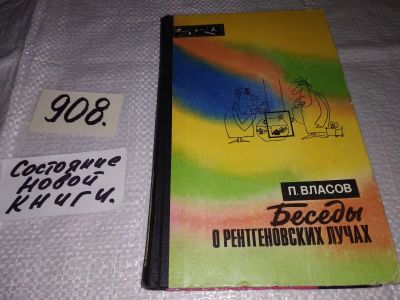 908.
Состояние
новой
книги.
П. ВЛАСОВ
Беседы
О РЕНТГЕНОВСКИХ ЛУЧАХ